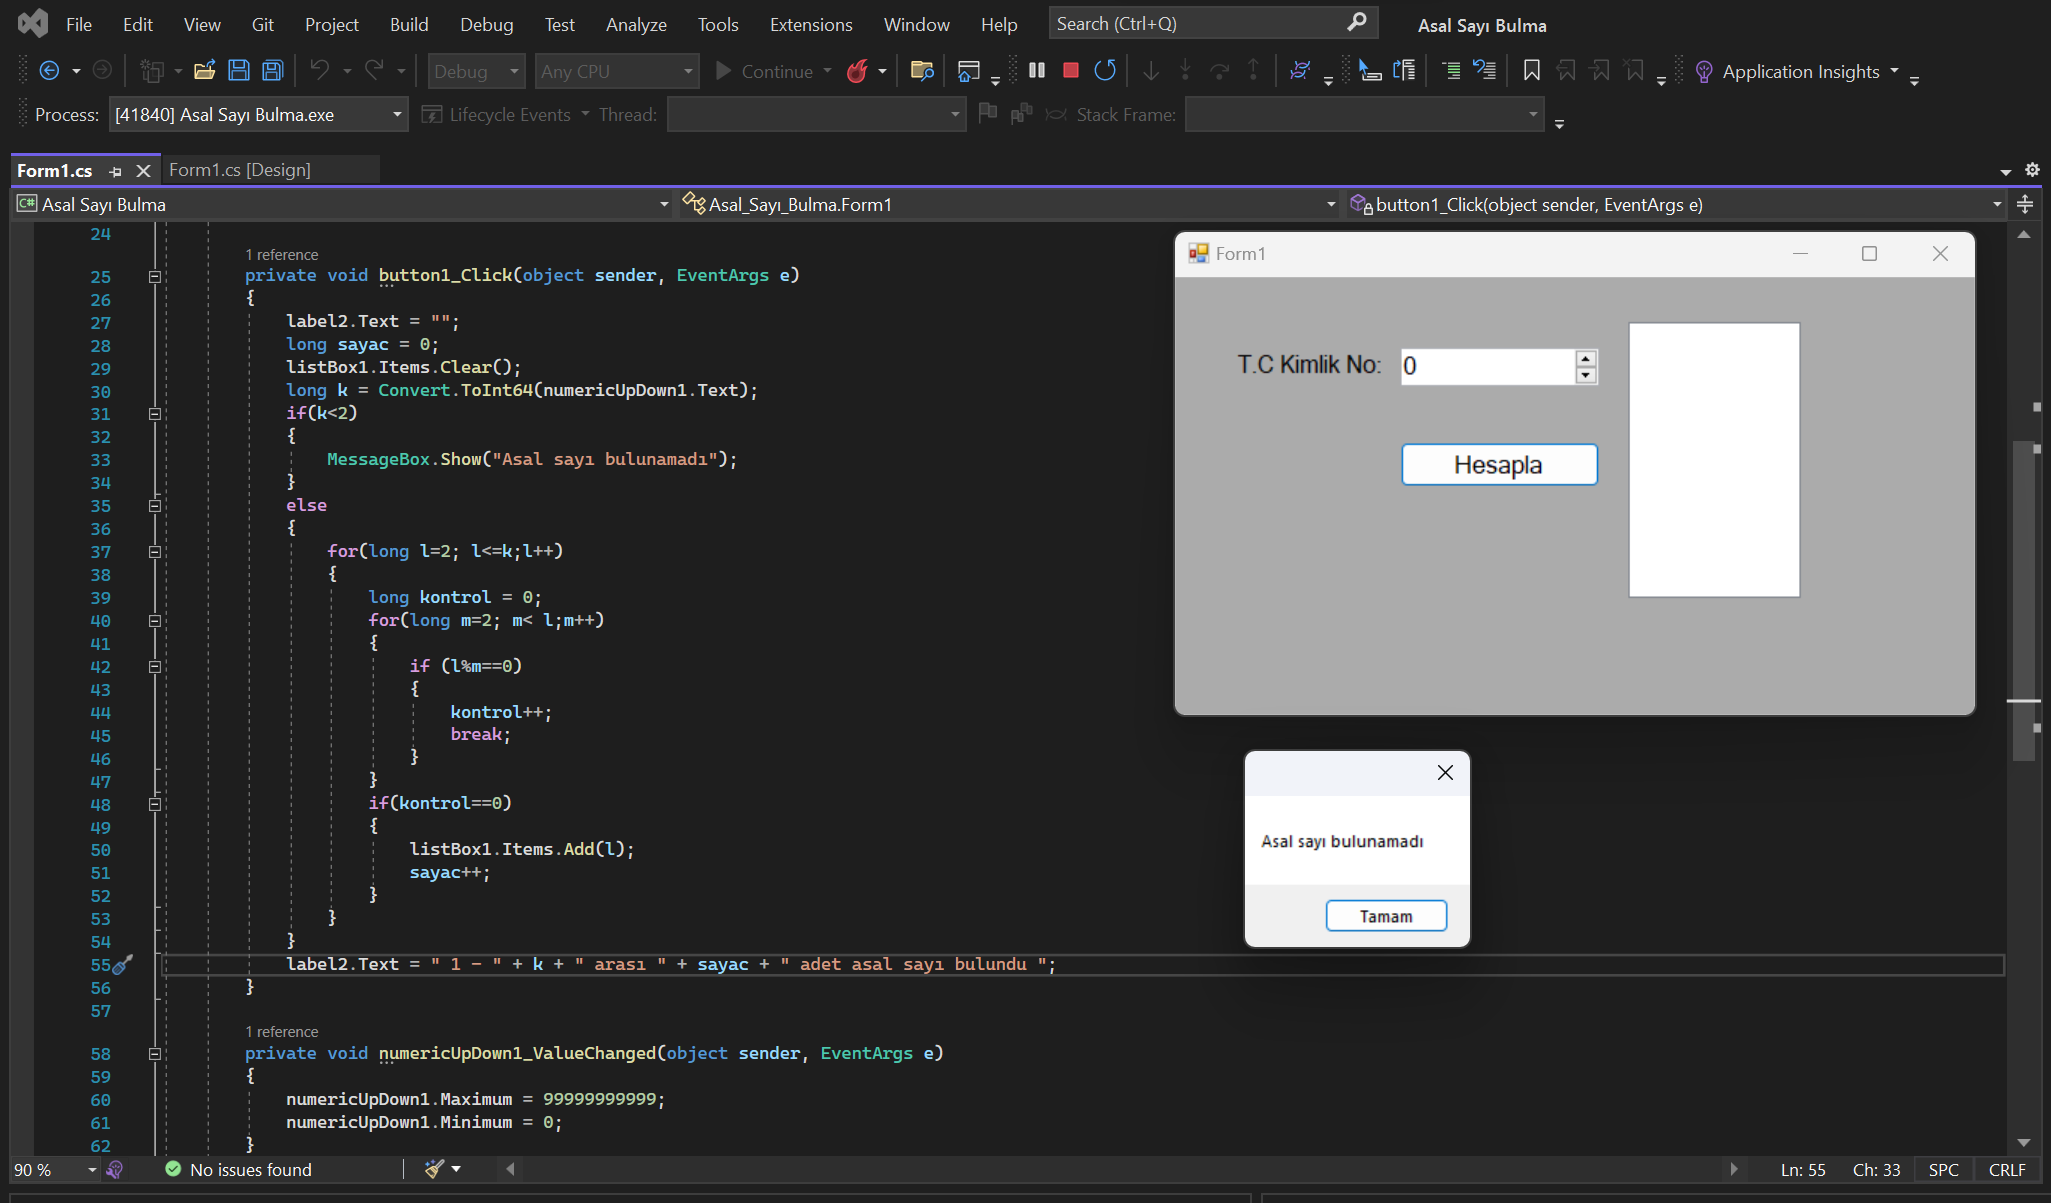 File Edit View Git Project Build Debug Test Analyze Tools Extensions Window Help Search (Ctrl+Q) Asal Sayı Bulma
Debug Any CPU Continue Application Insights
Process: [41840] Asal Sayı Bulma.exe Lifecycle Events Thread: Stack Frame:
Form1.cs Form1.cs [Design]
C# Asal Sayı Bulma Asal_Sayı_Bulma.Form1 button1_Click(object sender, EventArgs e)
24
1 reference
25 private void button1_Click(object sender, EventArgs e)
26 {
27 label2.Text = "";
28 long sayac = 0;
29 listBox1.Items.Clear();
30 long k = Convert.ToInt64(numericUpDown1.Text);
31 if(k<2)
32 {
33 MessageBox.Show("Asal sayı bulunamadı");
34 }
35 else
36 {
37 for(long l=2; l<=k;l++)
38 {
39 long kontrol = 0;
40 for(long m=2; m< l;m++)
41 {
42 if (l%m==0)
43 {
44 kontrol++;
45 break;
46 }
47 }
48 if(kontrol==0)
49 {
50 listBox1.Items.Add(l);
51 sayac++;
52 }
53 }
54 }
55 label2.Text = " 1 - " + k + " arası " + sayac + " adet asal sayı bulundu ";
56 }
57
1 reference
58 private void numericUpDown1_ValueChanged(object sender, EventArgs e)
59 {
60 numericUpDown1.Maximum = 99999999999;
61 numericUpDown1.Minimum = 0;
62 }
Form1
T.C Kimlik No: 0
Hesapla
Asal sayı bulunamadı
Tamam
90 % No issues found Ln: 55 Ch: 33 SPC CRLF